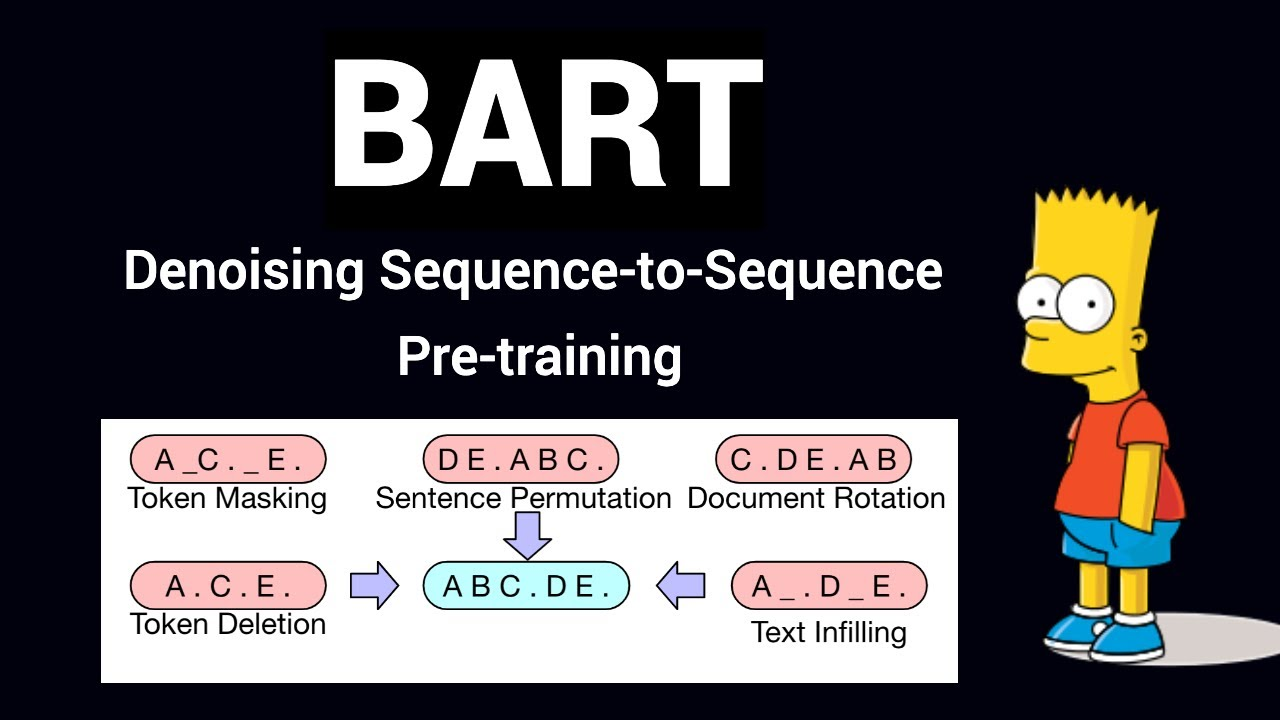 BART
Denoising Sequence-to-Sequence
Pre-training
A _C . _ E .
D E . A B C .
C . D E . A B
Token Masking
Sentence Permutation
Document Rotation
A . C . E .
A B C . D E .
A _ . D _ E .
Token Deletion
Text Infilling